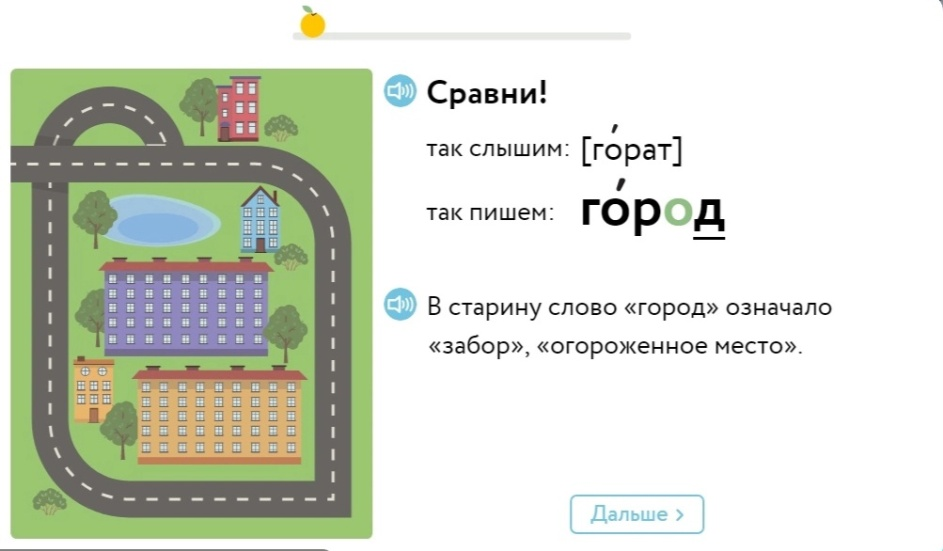 Сравни!
так слышим: [го́рат]
так пишем: го́род
В старину слово «город» означало
«забор», «огороженное место».
Дальше >